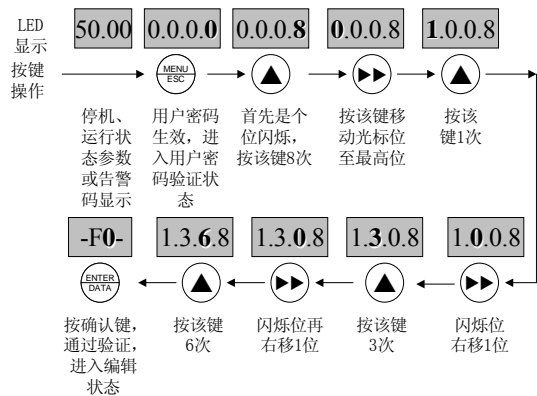 LED
显示
50.00
0.0.0.0
0.0.0.8
0.0.0.8
1.0.0.8
按键
操作
MENU
ESC
停机、
运行状
态参数
或告警
码显示
用户密码
生效，进
入用户密
码验证状
态
首先是个
位闪烁，
按该键8次
按该键移
动光标位
至最高位
按该
键1次
-F0-
1.3.6.8
1.3.0.8
1.3.0.8
1.0.0.8
ENTER
DATA
按确认键，
通过验证，
进入编辑
状态
按该键
6次
闪烁位再
右移1位
按该键
3次
闪烁位
右移1位